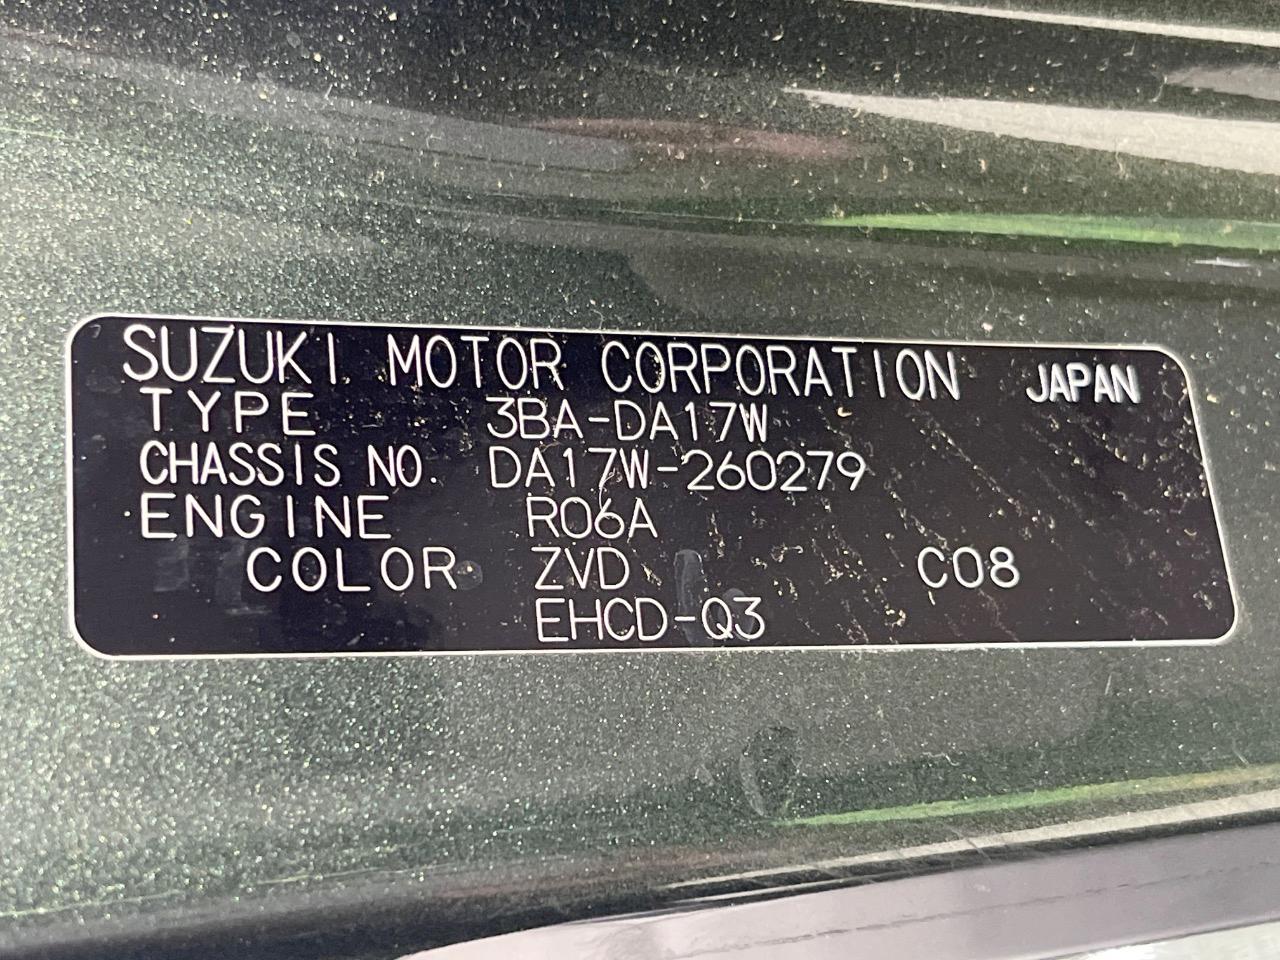 SUZUKI MOTOR CORPORATION JAPAN
TYPE 3BA-DA17W
CHASSIS NO. DA17W-260279
ENGINE R06A
COLOR ZVD C08
EHCD-Q3